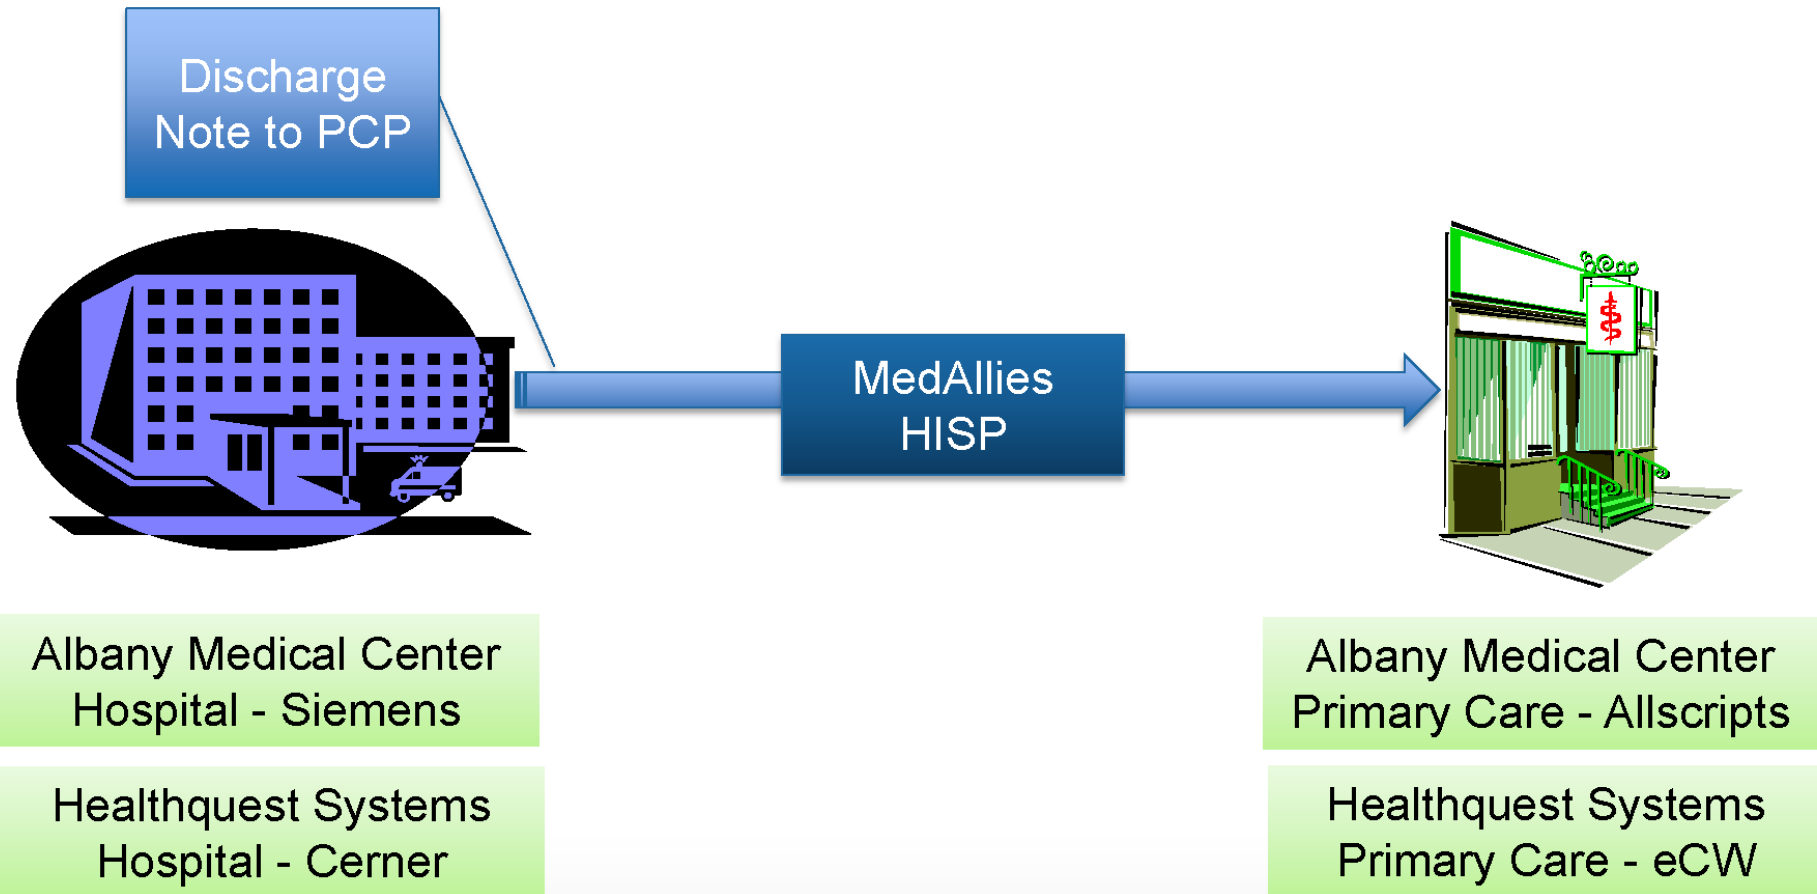 Discharge
Note to PCP
MedAllies
HISP
Albany Medical Center
Hospital - Siemens
Albany Medical Center
Primary Care - Allscripts
Healthquest Systems
Hospital - Cerner
Healthquest Systems
Primary Care - eCW